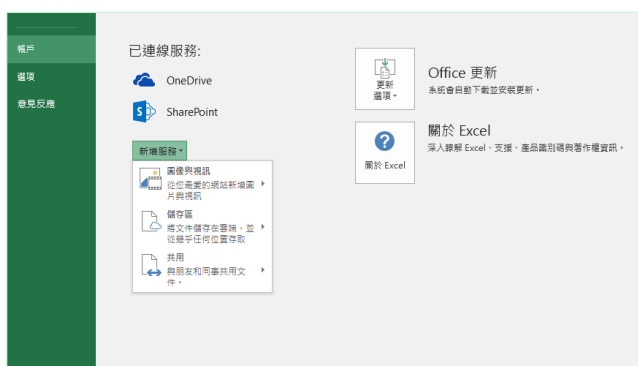 帳戶
選項
意見反應
已連線服務:
OneDrive
SharePoint
新增服務
圖像與視訊
從您最愛的網站新增圖
片與視訊
儲存區
將文件儲存在雲端，並
從幾乎任何位置存取
共用
與朋友和同事共用文
件。
更新
選項
Office 更新
系統會自動下載並安裝更新。
關於 Excel
關於 Excel
深入瞭解 Excel、支援、產品識別碼與著作權資訊。